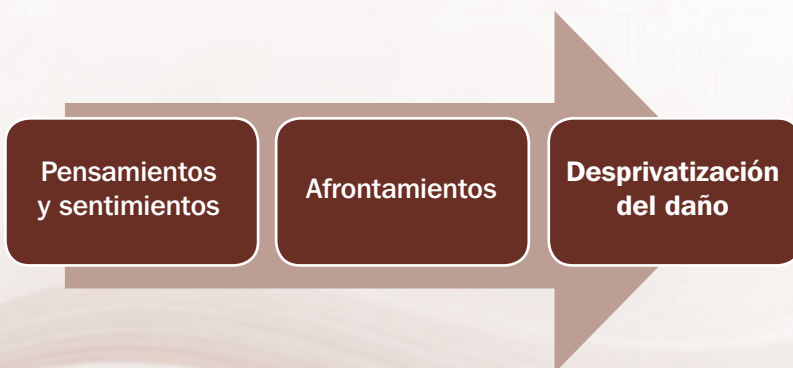 Pensamientos
y sentimientos
Afrontamientos
Desprivatización
del daño